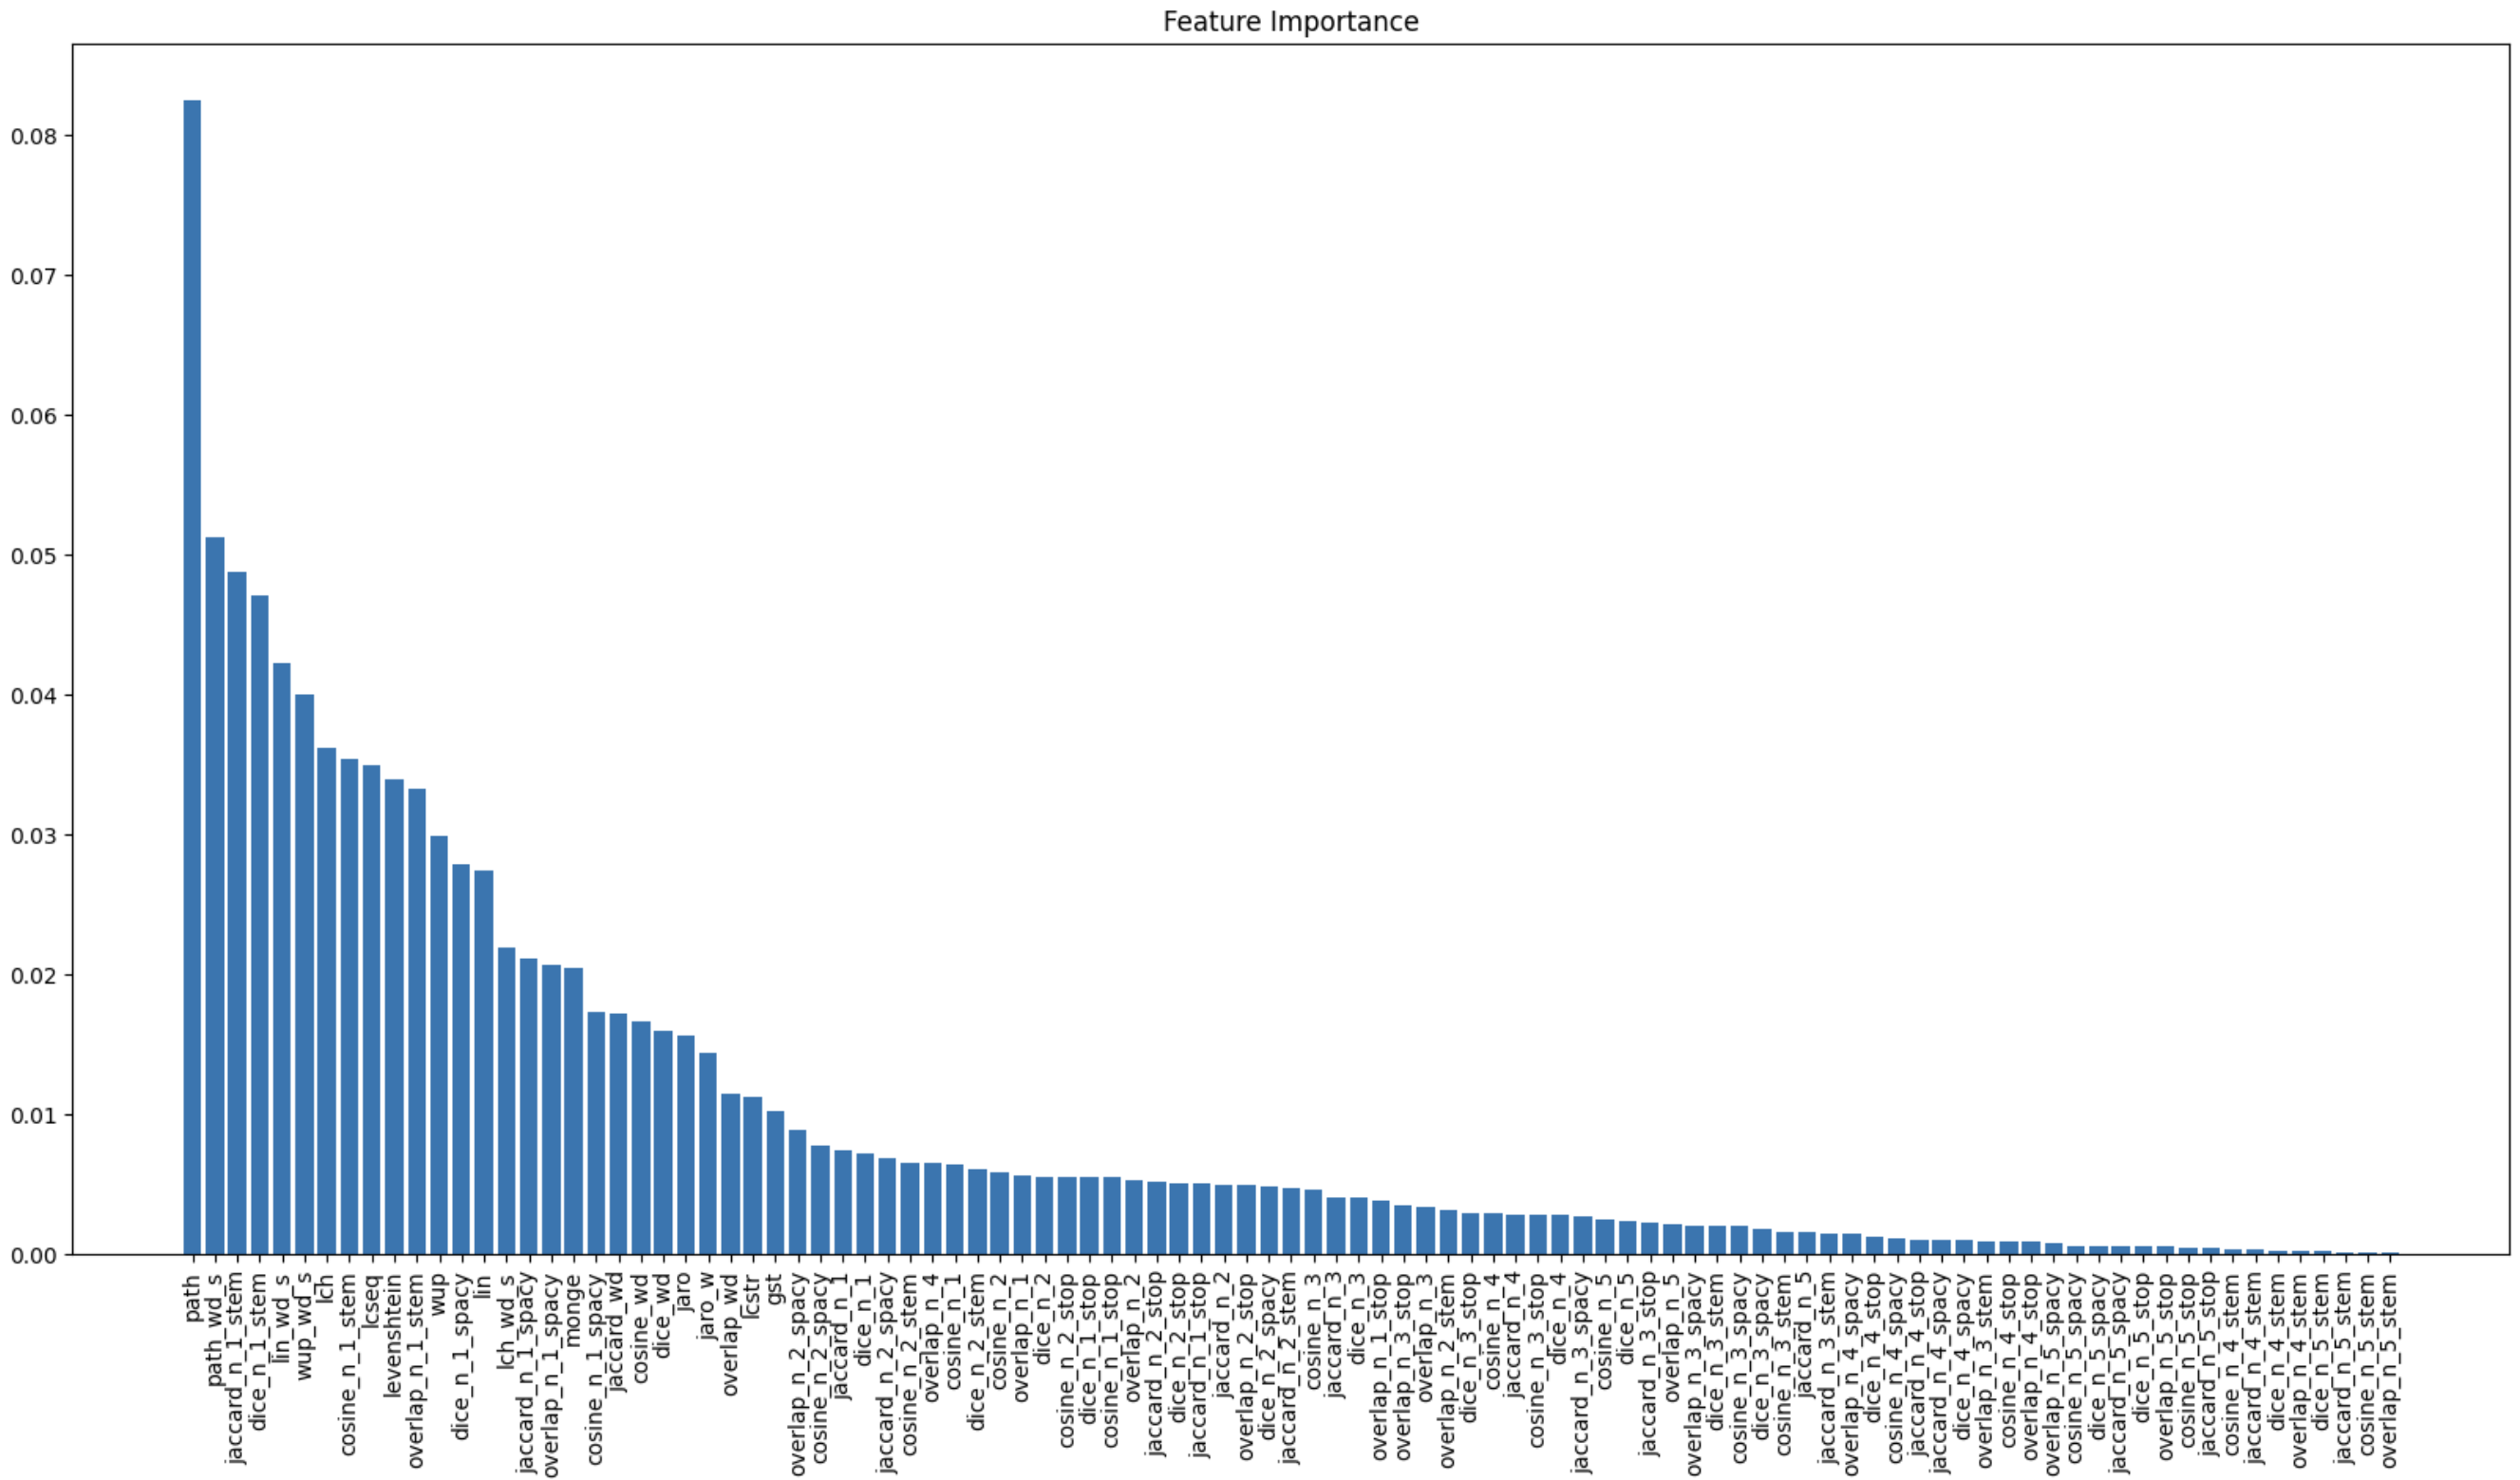 Feature Importance
0.08
0.07
0.06
0.05
0.04
0.03
0.02
0.01
0.00
path
path_wd_s
jaccard_n_1_stem
dice_n_1_stem
lin_wd_s
wup_wd_s
lch
cosine_n_1_stem
lcseq
levenshtein
overlap_n_1_stem
wup
dice_n_1_spacy
lin
lch_wd_s
jaccard_n_1_spacy
overlap_n_1_spacy
monge
cosine_n_1_spacy
jaccard_wd
cosine_wd
dice_wd
jaro
jaro_w
overlap_wd
lcstr
gst
overlap_n_2_spacy
cosine_n_2_spacy
jaccard_n_1
dice_n_1
jaccard_n_2_spacy
cosine_n_2_stem
overlap_n_4
cosine_n_1
dice_n_2_stem
cosine_n_2
overlap_n_1
dice_n_2
cosine_n_2_stop
dice_n_1_stop
cosine_n_1_stop
overlap_n_2
jaccard_n_2_stop
dice_n_2_stop
jaccard_n_1_stop
jaccard_n_2
overlap_n_2_stop
dice_n_2_spacy
jaccard_n_2_stem
cosine_n_3
jaccard_n_3
dice_n_3
overlap_n_1_stop
overlap_n_3_stop
overlap_n_3
overlap_n_2_stem
dice_n_3_stop
cosine_n_4
jaccard_n_4
cosine_n_3_stop
dice_n_4
jaccard_n_3_spacy
cosine_n_5
dice_n_5
jaccard_n_3_stop
overlap_n_5
overlap_n_3_spacy
dice_n_3_stem
cosine_n_3_spacy
dice_n_3_spacy
cosine_n_3_stem
jaccard_n_5
jaccard_n_3_stem
overlap_n_4_spacy
dice_n_4_stop
cosine_n_4_spacy
jaccard_n_4_stop
jaccard_n_4_spacy
dice_n_4_spacy
overlap_n_3_stem
cosine_n_4_stop
overlap_n_4_stop
overlap_n_5_spacy
cosine_n_5_spacy
dice_n_5_spacy
jaccard_n_5_spacy
dice_n_5_stop
overlap_n_5_stop
cosine_n_5_stop
jaccard_n_5_stop
cosine_n_4_stem
jaccard_n_4_stem
dice_n_4_stem
overlap_n_4_stem
dice_n_5_stem
jaccard_n_5_stem
cosine_n_5_stem
overlap_n_5_stem